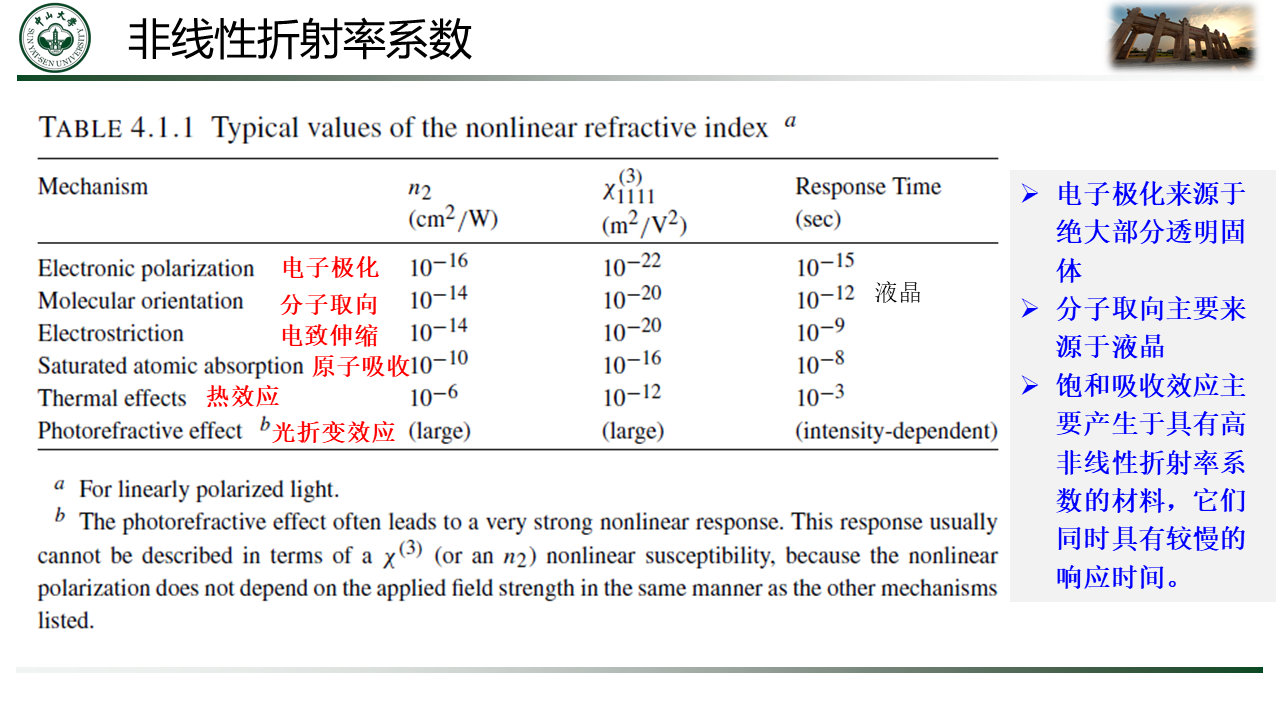 中山大学
SUN YAT-SEN UNIVERSITY
非线性折射率系数
TABLE 4.1.1 Typical values of the nonlinear refractive index ᵃ
Mechanism n₂ χ₁₁₁₁⁽³⁾ Response Time
(cm²/W) (m²/V²) (sec)
Electronic polarization 电子极化 10⁻¹⁶ 10⁻²² 10⁻¹⁵
Molecular orientation 分子取向 10⁻¹⁴ 10⁻²⁰ 10⁻¹² 液晶
Electrostriction 电致伸缩 10⁻¹⁴ 10⁻²⁰ 10⁻⁹
Saturated atomic absorption 原子吸收 10⁻¹⁰ 10⁻¹⁶ 10⁻⁸
Thermal effects 热效应 10⁻⁶ 10⁻¹² 10⁻³
Photorefractive effect ᵇ 光折变效应 (large) (large) (intensity-dependent)
ᵃ For linearly polarized light.
ᵇ The photorefractive effect often leads to a very strong nonlinear response. This response usually
cannot be described in terms of a χ⁽³⁾ (or an n₂) nonlinear susceptibility, because the nonlinear
polarization does not depend on the applied field strength in the same manner as the other mechanisms
listed.
➢ 电子极化来源于
绝大部分透明固
体
➢ 分子取向主要来
源于液晶
➢ 饱和吸收效应主
要产生于具有高
非线性折射率系
数的材料，它们
同时具有较慢的
响应时间。